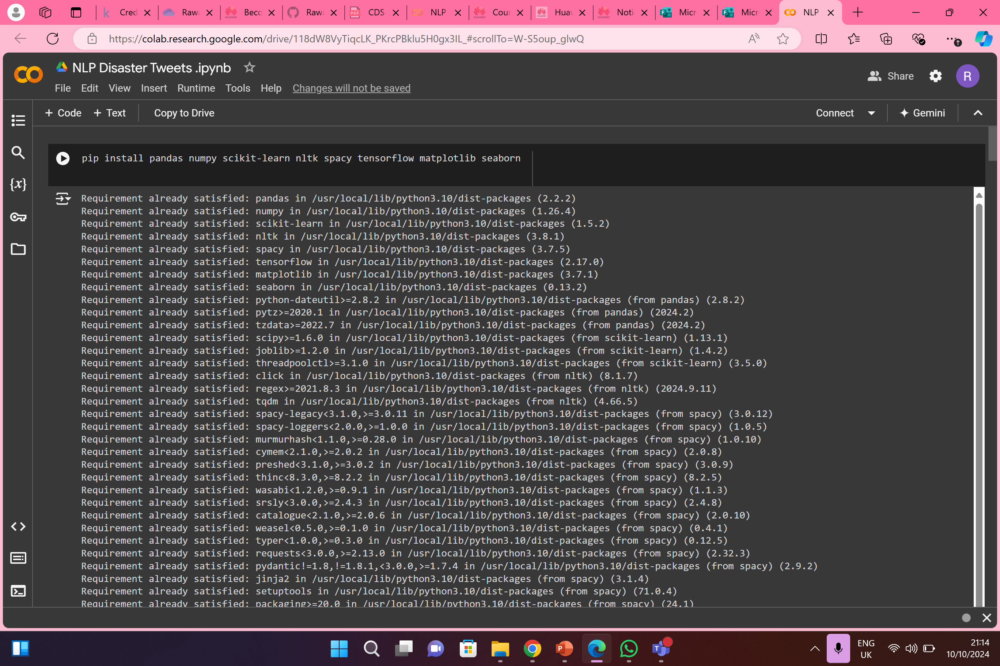 Cred
Rawa
Beco
Rawa
CDS
NLP
Cour
Huaw
Noti
Micr
Micr
NLP
https://colab.research.google.com/drive/118dW8VyTiqcLK_PKrcPBklu5H0gx3IL_#scrollTo=W-S5oup_glwQ
NLP Disaster Tweets .ipynb
File Edit View Insert Runtime Tools Help Changes will not be saved
Share
R
+ Code + Text Copy to Drive
Connect
Gemini
pip install pandas numpy scikit-learn nltk spacy tensorflow matplotlib seaborn
Requirement already satisfied: pandas in /usr/local/lib/python3.10/dist-packages (2.2.2)
Requirement already satisfied: numpy in /usr/local/lib/python3.10/dist-packages (1.26.4)
Requirement already satisfied: scikit-learn in /usr/local/lib/python3.10/dist-packages (1.5.2)
Requirement already satisfied: nltk in /usr/local/lib/python3.10/dist-packages (3.8.1)
Requirement already satisfied: spacy in /usr/local/lib/python3.10/dist-packages (3.7.5)
Requirement already satisfied: tensorflow in /usr/local/lib/python3.10/dist-packages (2.17.0)
Requirement already satisfied: matplotlib in /usr/local/lib/python3.10/dist-packages (3.7.1)
Requirement already satisfied: seaborn in /usr/local/lib/python3.10/dist-packages (0.13.2)
Requirement already satisfied: python-dateutil>=2.8.2 in /usr/local/lib/python3.10/dist-packages (from pandas) (2.8.2)
Requirement already satisfied: pytz>=2020.1 in /usr/local/lib/python3.10/dist-packages (from pandas) (2024.2)
Requirement already satisfied: tzdata>=2022.7 in /usr/local/lib/python3.10/dist-packages (from pandas) (2024.2)
Requirement already satisfied: scipy>=1.6.0 in /usr/local/lib/python3.10/dist-packages (from scikit-learn) (1.13.1)
Requirement already satisfied: joblib>=1.2.0 in /usr/local/lib/python3.10/dist-packages (from scikit-learn) (1.4.2)
Requirement already satisfied: threadpoolctl>=3.1.0 in /usr/local/lib/python3.10/dist-packages (from scikit-learn) (3.5.0)
Requirement already satisfied: click in /usr/local/lib/python3.10/dist-packages (from nltk) (8.1.7)
Requirement already satisfied: regex>=2021.8.3 in /usr/local/lib/python3.10/dist-packages (from nltk) (2024.9.11)
Requirement already satisfied: tqdm in /usr/local/lib/python3.10/dist-packages (from nltk) (4.66.5)
Requirement already satisfied: spacy-legacy<3.1.0,>=3.0.11 in /usr/local/lib/python3.10/dist-packages (from spacy) (3.0.12)
Requirement already satisfied: spacy-loggers<2.0.0,>=1.0.0 in /usr/local/lib/python3.10/dist-packages (from spacy) (1.0.5)
Requirement already satisfied: murmurhash<1.1.0,>=0.28.0 in /usr/local/lib/python3.10/dist-packages (from spacy) (1.0.10)
Requirement already satisfied: cymem<2.1.0,>=2.0.2 in /usr/local/lib/python3.10/dist-packages (from spacy) (2.0.8)
Requirement already satisfied: preshed<3.1.0,>=3.0.2 in /usr/local/lib/python3.10/dist-packages (from spacy) (3.0.9)
Requirement already satisfied: thinc<8.3.0,>=8.2.2 in /usr/local/lib/python3.10/dist-packages (from spacy) (8.2.5)
Requirement already satisfied: wasabi<1.2.0,>=0.9.1 in /usr/local/lib/python3.10/dist-packages (from spacy) (1.1.3)
Requirement already satisfied: srsly<3.0.0,>=2.4.3 in /usr/local/lib/python3.10/dist-packages (from spacy) (2.4.8)
Requirement already satisfied: catalogue<2.1.0,>=2.0.6 in /usr/local/lib/python3.10/dist-packages (from spacy) (2.0.10)
Requirement already satisfied: weasel<0.5.0,>=0.1.0 in /usr/local/lib/python3.10/dist-packages (from spacy) (0.4.1)
Requirement already satisfied: typer<1.0.0,>=0.3.0 in /usr/local/lib/python3.10/dist-packages (from spacy) (0.12.5)
Requirement already satisfied: requests<3.0.0,>=2.13.0 in /usr/local/lib/python3.10/dist-packages (from spacy) (2.32.3)
Requirement already satisfied: pydantic!=1.8,!=1.8.1,<3.0.0,>=1.7.4 in /usr/local/lib/python3.10/dist-packages (from spacy) (2.9.2)
Requirement already satisfied: jinja2 in /usr/local/lib/python3.10/dist-packages (from spacy) (3.1.4)
Requirement already satisfied: setuptools in /usr/local/lib/python3.10/dist-packages (from spacy) (71.0.4)
Requirement already satisfied: packaging>=20.0 in /usr/local/lib/python3.10/dist-packages (from spacy) (24.1)
ENG
UK
21:14
10/10/2024